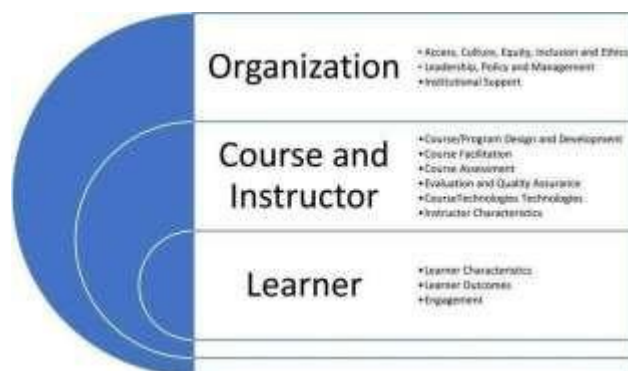 Organization
• Access, Culture, Equity, Inclusion and Ethics
• Leadership, Policy and Management
• Institutional Support
Course and
Instructor
• Course/Program Design and Development
• Course Facilitation
• Course Assessment
• Evaluation and Quality Assurance
• CourseTechnologies Technologies
• Instructor Characteristics
Learner
• Learner Characteristics
• Learner Outcomes
• Engagement